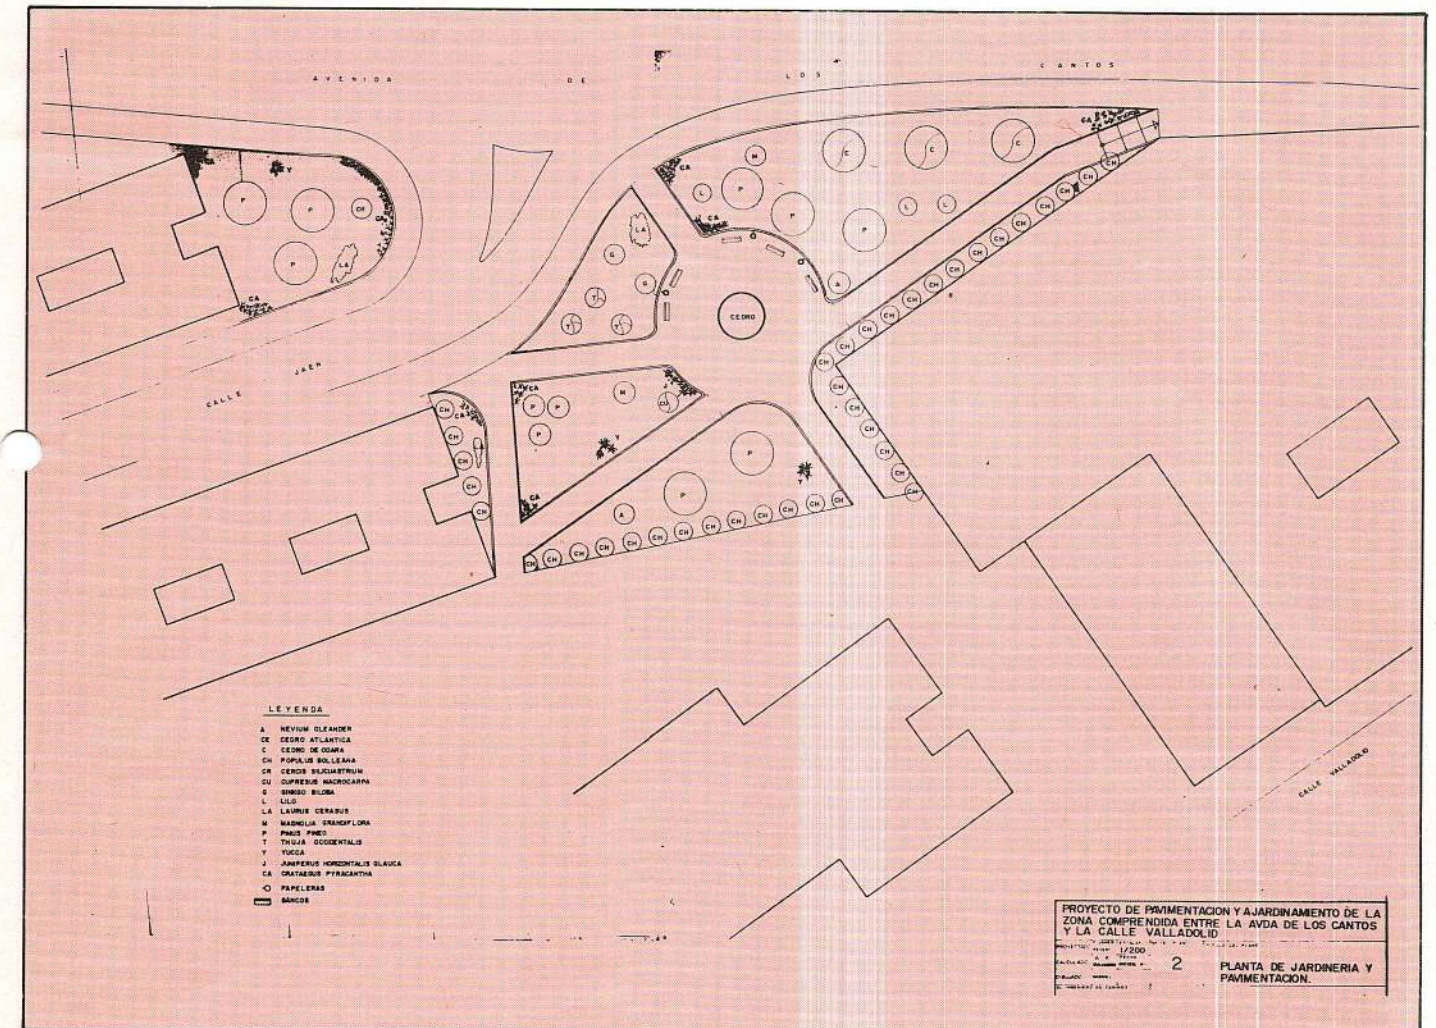 AVENIDA DE LOS CANTOS
CALLE JAEN
CEDRO
CALLE VALLADOLID
LEYENDA
A NEVIUM OLEANDER
CE CEDRO ATLANTICA
C CEDRO DE ODARA
CH POPULUS BOLLEANA
CR CERCIS SILICUASTRIUM
CU CUPRESUS MACROCARPA
G GINKGO BILOBA
L LILO
LA LAURUS CERASUS
M MAGNOLIA GRANDIFLORA
P PINUS PINEO
T THUJA OCCIDENTALIS
Y YUCCA
J JUNIPERUS HORIZONTALIS GLAUCA
CA CRATAEGUS PYRACANTHA
PAPELERAS
BANCOS
PROYECTO DE PAVIMENTACION Y AJARDINAMIENTO DE LA
ZONA COMPRENDIDA ENTRE LA AVDA DE LOS CANTOS
Y LA CALLE VALLADOLID
1/200
2
PLANTA DE JARDINERIA Y
PAVIMENTACION.